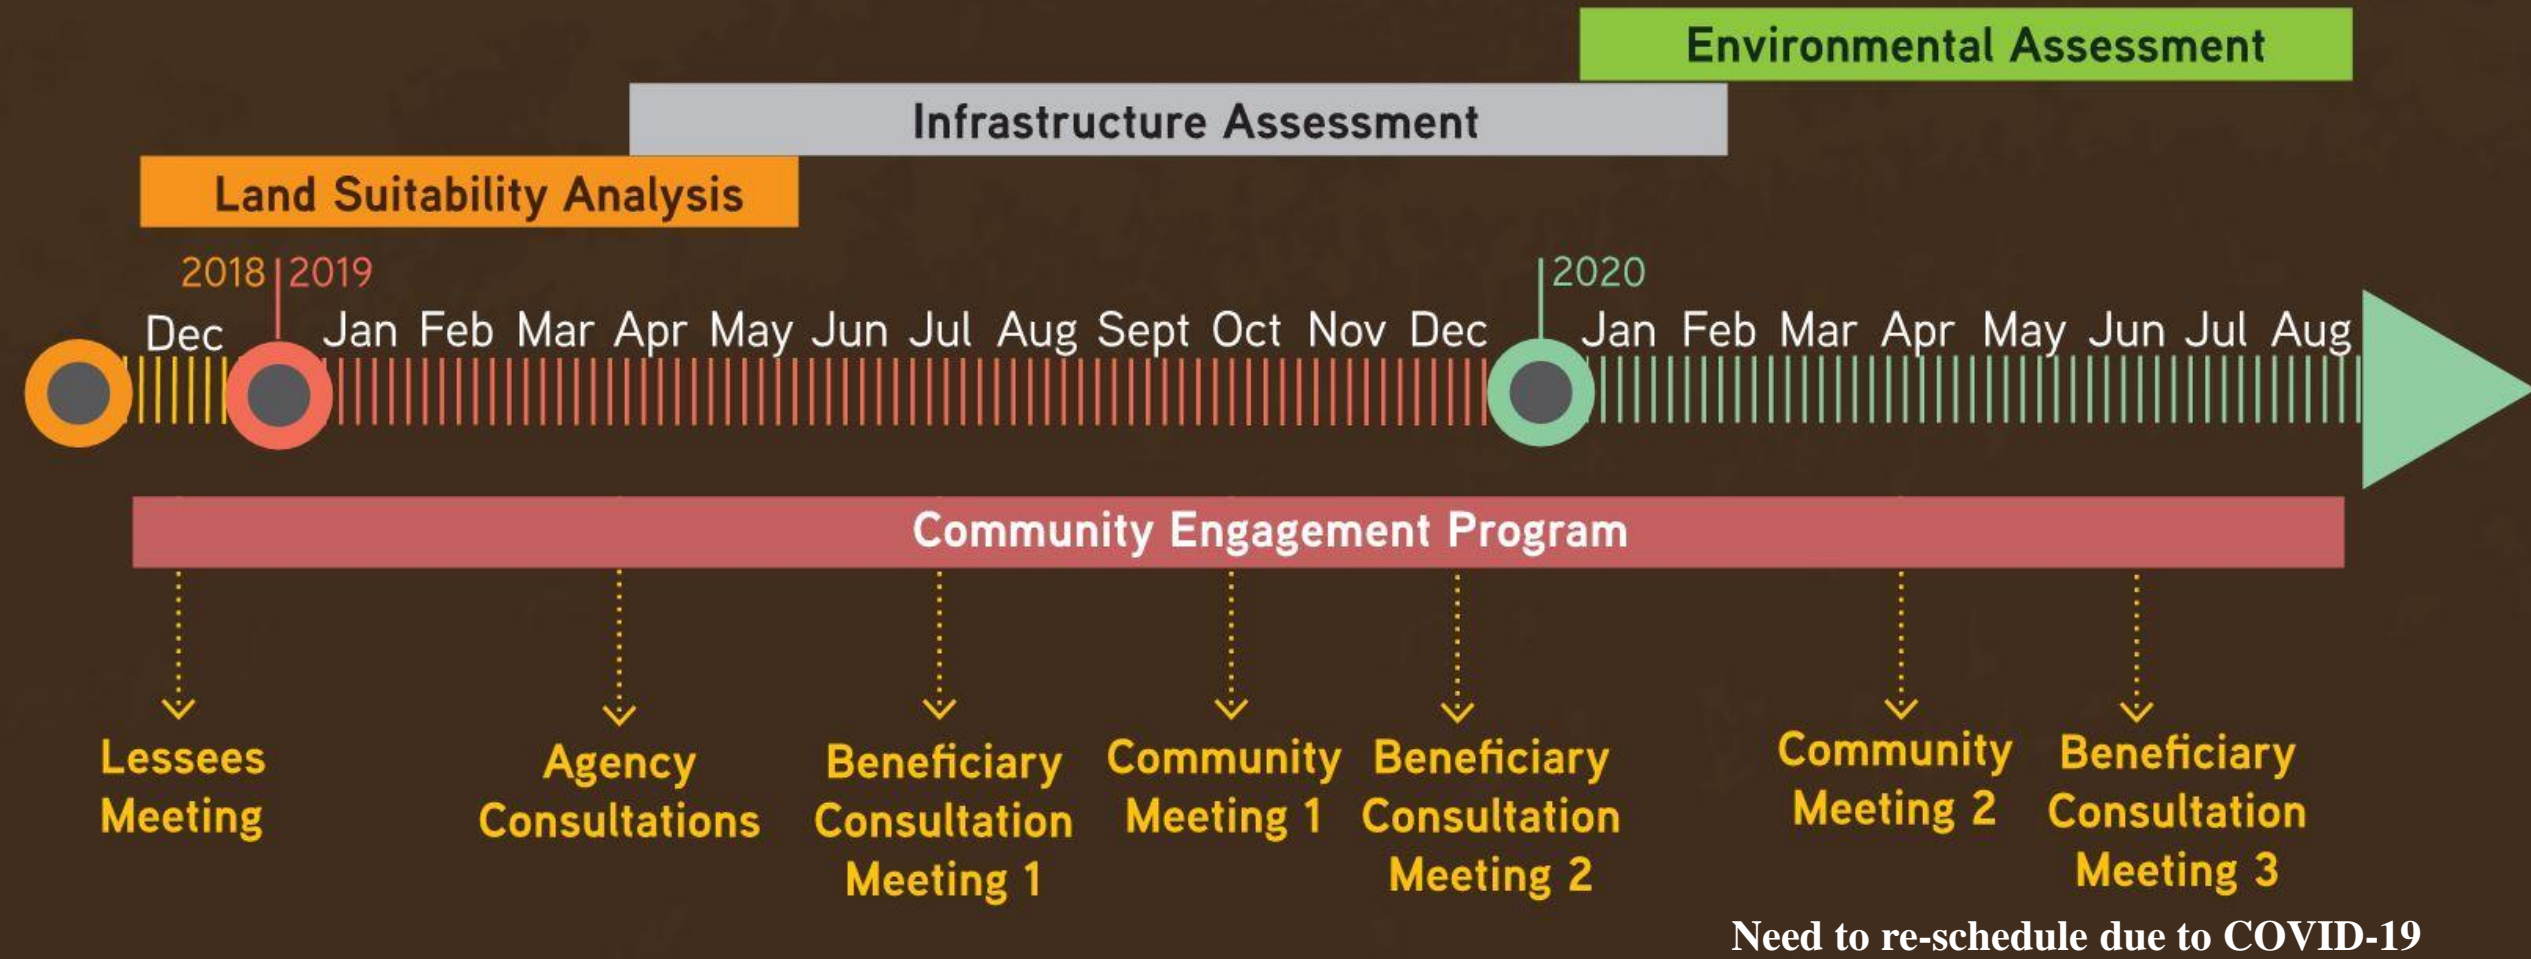 Environmental Assessment
Infrastructure Assessment
Land Suitability Analysis
2018 2019 2020
Dec Jan Feb Mar Apr May Jun Jul Aug Sept Oct Nov Dec Jan Feb Mar Apr May Jun Jul Aug
Community Engagement Program
Lessees
Meeting
Agency
Consultations
Beneficiary
Consultation
Meeting 1
Community
Meeting 1
Beneficiary
Consultation
Meeting 2
Community
Meeting 2
Beneficiary
Consultation
Meeting 3
Need to re-schedule due to COVID-19